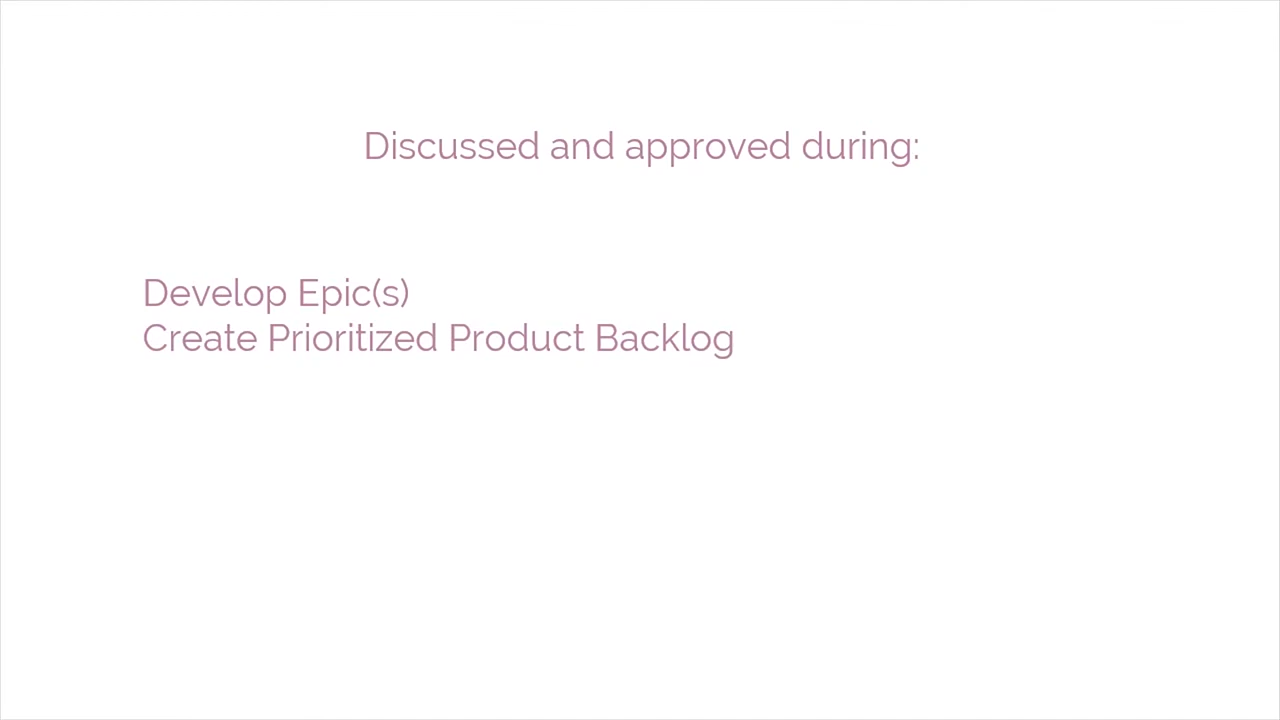 Discussed and approved during:
Develop Epic(s)
Create Prioritized Product Backlog